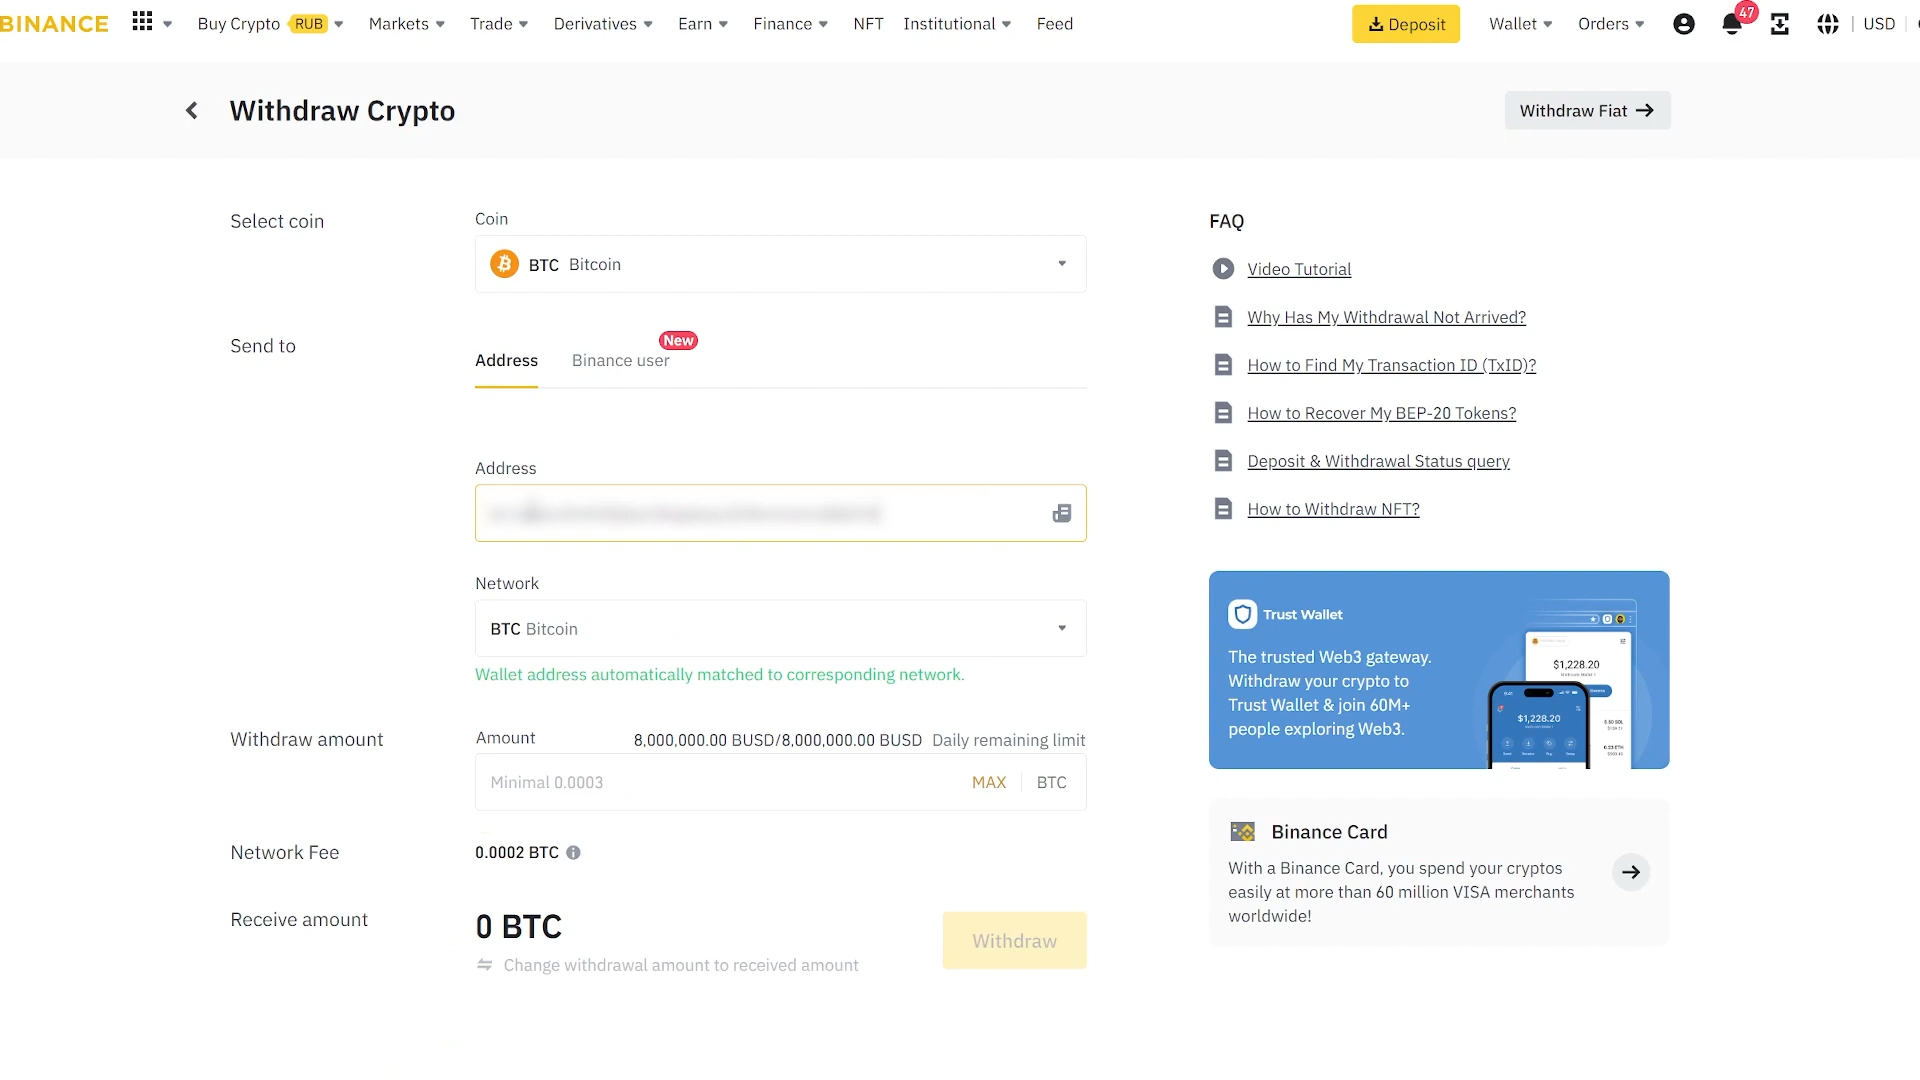 BINANCE
Buy Crypto RUB Markets Trade Derivatives Earn Finance NFT Institutional Feed Deposit Wallet Orders 47 USD
Withdraw Crypto
Withdraw Fiat
Select coin
Coin
BTC Bitcoin
Send to
Address
Binance user
New
Address
Network
BTC Bitcoin
Wallet address automatically matched to corresponding network.
Withdraw amount
Amount
8,000,000.00 BUSD/8,000,000.00 BUSD Daily remaining limit
Minimal 0.0003
MAX
BTC
Network Fee
0.0002 BTC
Receive amount
0 BTC
Change withdrawal amount to received amount
Withdraw
FAQ
Video Tutorial
Why Has My Withdrawal Not Arrived?
How to Find My Transaction ID (TxID)?
How to Recover My BEP-20 Tokens?
Deposit & Withdrawal Status query
How to Withdraw NFT?
Trust Wallet
The trusted Web3 gateway.
Withdraw your crypto to
Trust Wallet & join 60M+
people exploring Web3.
$1,228.20
$1,228.20
Binance Card
With a Binance Card, you spend your cryptos
easily at more than 60 million VISA merchants
worldwide!